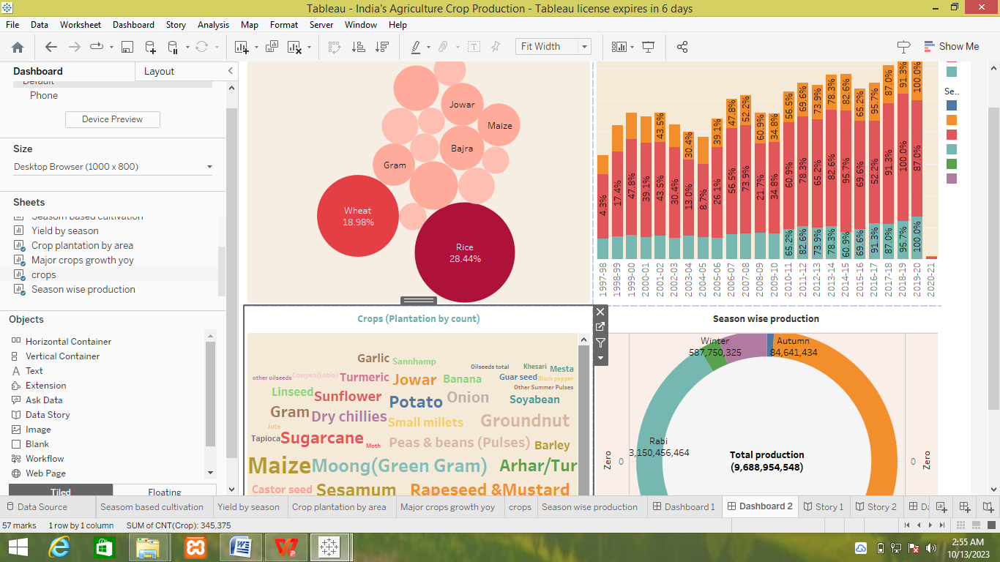 Tableau - India's Agriculture Crop Production - Tableau license expires in 6 days
File Data Worksheet Dashboard Story Analysis Map Format Server Window Help
Fit Width
Show Me
Dashboard
Layout
Default
Phone
Device Preview
Size
Desktop Browser (1000 x 800)
Sheets
Seasom based cultivation
Yield by season
Crop plantation by area
Major crops growth yoy
crops
Season wise production
Objects
Horizontal Container
Vertical Container
Text
Extension
Ask Data
Data Story
Image
Blank
Workflow
Web Page
Tiled
Floating
Jowar
Maize
Bajra
Gram
Wheat
18.98%
Rice
28.44%
43.5% 30.4% 39.1% 47.8% 52.2% 60.9% 34.8% 56.5% 69.6% 73.9% 78.3% 82.6% 65.2% 95.7% 87.0% 91.3% 100.0%
4.3% 17.4% 47.8% 39.1% 43.5% 30.4% 13.0% 8.7% 26.1% 56.5% 73.9% 21.7% 34.8% 60.9% 78.3% 65.2% 82.6% 95.7% 69.6% 52.2% 91.3% 100.0% 87.0%
65.2% 82.6% 73.9% 78.3% 60.9% 69.6% 91.3% 87.0% 95.7% 100.0%
1997-98 1998-99 1999-00 2000-01 2001-02 2002-03 2003-04 2004-05 2005-06 2006-07 2007-08 2008-09 2009-10 2010-11 2011-12 2012-13 2013-14 2014-15 2015-16 2016-17 2017-18 2018-19 2019-20 2020-21
Se..
Crops (Plantation by count)
Garlic Sannhamp Oilseeds total Khesari Mesta
other oilseeds Cowpea(Lobia) Turmeric Jowar Banana Guar seed Black pepper
Other Summer Pulses
Linseed Sunflower Potato Onion Soyabean
Gram Dry chillies Small millets Groundnut
Jute
Tapioca Sugarcane Moth Peas & beans (Pulses) Barley
Maize Moong(Green Gram) Arhar/Tur
Castor seed Sesamum Rapeseed &Mustard
Season wise production
Winter
587,750,325
Autumn
84,641,434
Rabi
3,150,456,464
Total production
(9,688,954,548)
Zero
0
0
Zero
Data Source Seasom based cultivation Yield by season Crop plantation by area Major crops growth yoy crops Season wise production Dashboard 1 Dashboard 2 Story 1 Story 2 Da
57 marks 1 row by 1 column SUM of CNT(Crop): 345,375
2:55 AM
10/13/2023